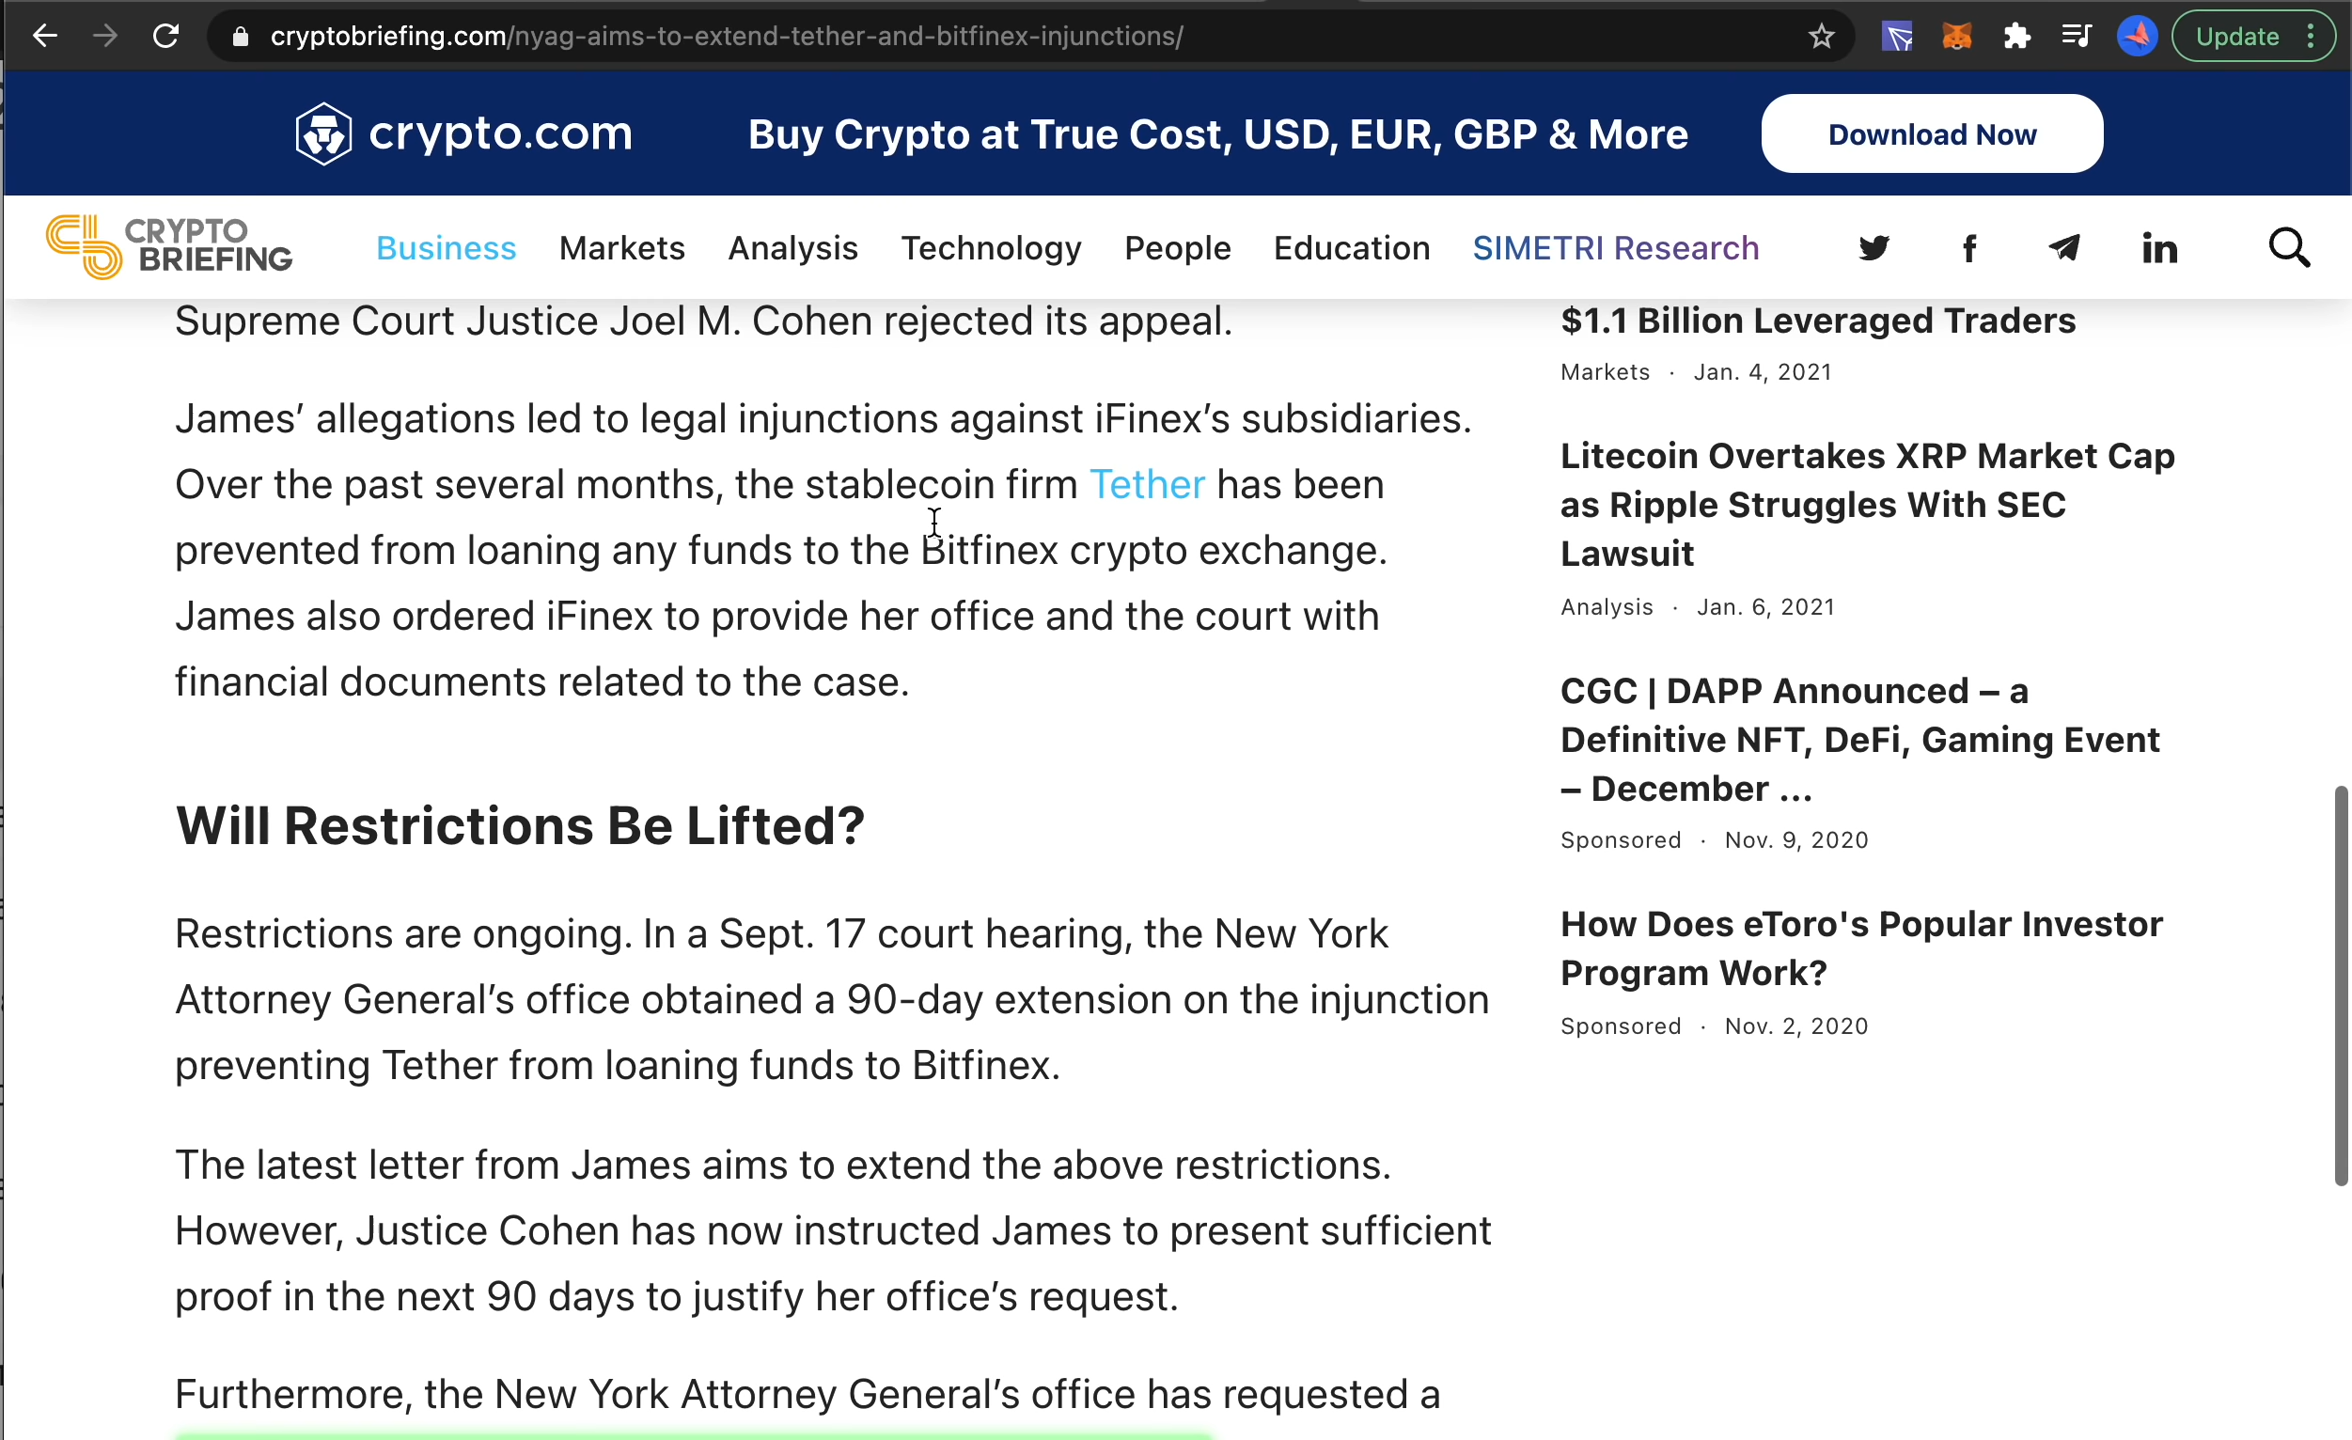 cryptobriefing.com/nyag-aims-to-extend-tether-and-bitfinex-injunctions/
Update
crypto.com
Buy Crypto at True Cost, USD, EUR, GBP & More
Download Now
CRYPTO
BRIEFING
Business
Markets
Analysis
Technology
People
Education
SIMETRI Research
Supreme Court Justice Joel M. Cohen rejected its appeal.
James’ allegations led to legal injunctions against iFinex’s subsidiaries.
Over the past several months, the stablecoin firm Tether has been
prevented from loaning any funds to the Bitfinex crypto exchange.
James also ordered iFinex to provide her office and the court with
financial documents related to the case.
Will Restrictions Be Lifted?
Restrictions are ongoing. In a Sept. 17 court hearing, the New York
Attorney General’s office obtained a 90-day extension on the injunction
preventing Tether from loaning funds to Bitfinex.
The latest letter from James aims to extend the above restrictions.
However, Justice Cohen has now instructed James to present sufficient
proof in the next 90 days to justify her office’s request.
Furthermore, the New York Attorney General’s office has requested a
$1.1 Billion Leveraged Traders
Markets · Jan. 4, 2021
Litecoin Overtakes XRP Market Cap
as Ripple Struggles With SEC
Lawsuit
Analysis · Jan. 6, 2021
CGC | DAPP Announced – a
Definitive NFT, DeFi, Gaming Event
– December ...
Sponsored · Nov. 9, 2020
How Does eToro's Popular Investor
Program Work?
Sponsored · Nov. 2, 2020